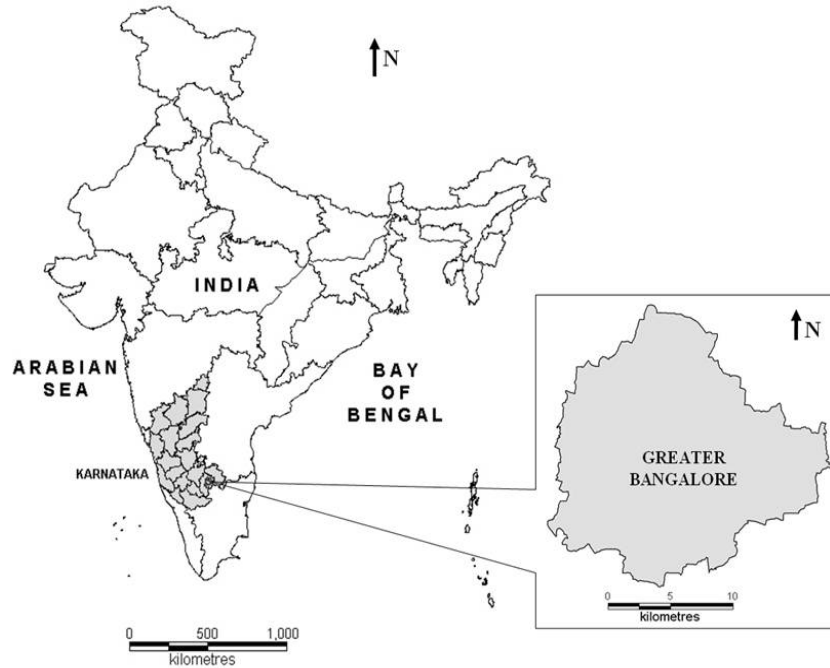 N
INDIA
ARABIAN
SEA
BAY
OF
BENGAL
KARNATAKA
0 500 1,000
kilometres
N
GREATER
BANGALORE
0 5 10
kilometres